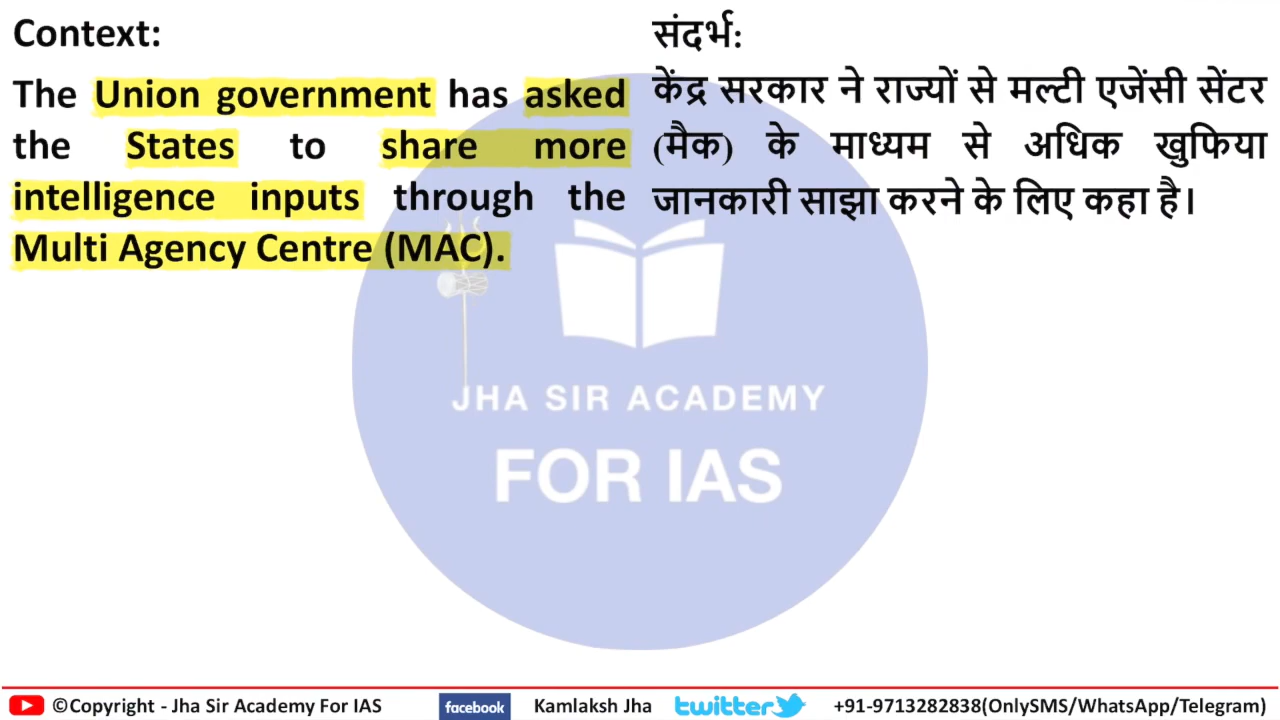 Context:
The Union government has asked
the States to share more
intelligence inputs through the
Multi Agency Centre (MAC).
संदर्भ:
केंद्र सरकार ने राज्यों से मल्टी एजेंसी सेंटर
(मैक) के माध्यम से अधिक खुफिया
जानकारी साझा करने के लिए कहा है।
JHA SIR ACADEMY
FOR IAS
©Copyright - Jha Sir Academy For IAS
facebook
Kamlaksh Jha
twitter
+91-9713282838(OnlySMS/WhatsApp/Telegram)